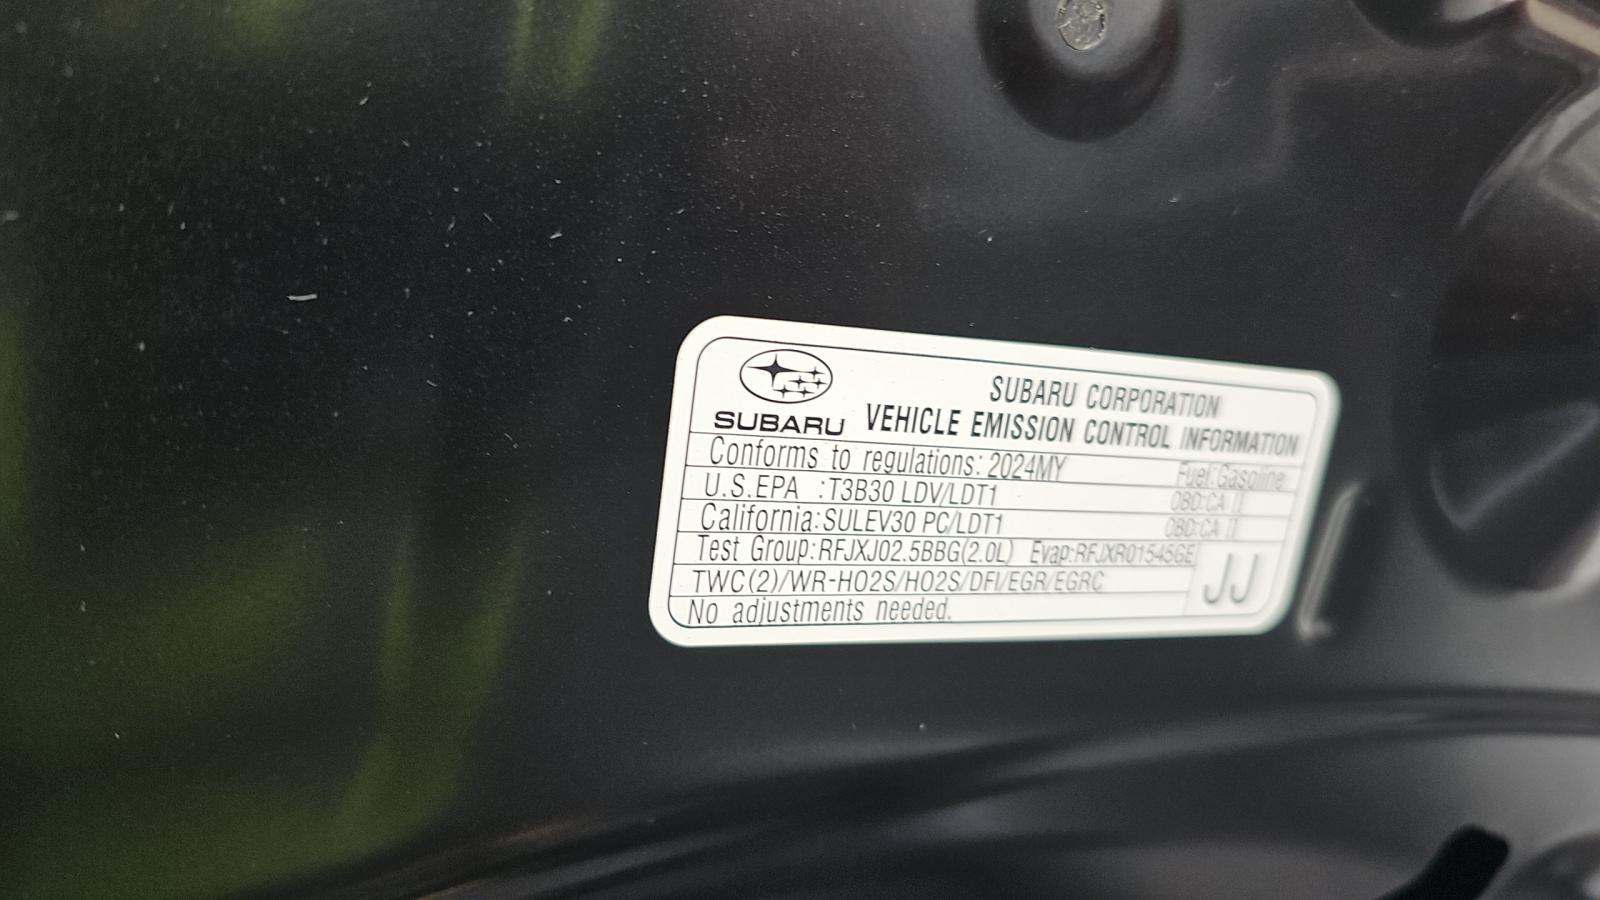 SUBARU
SUBARU CORPORATION
VEHICLE EMISSION CONTROL INFORMATION
Conforms to regulations: 2024MY Fuel:Gasoline
U.S.EPA :T3B30 LDV/LDT1 OBD:CA II
California:SULEV30 PC/LDT1 OBD:CA II
Test Group:RFJXJ02.5BBG(2.0L) Evap:RFJXR01545GE
TWC(2)/WR-HO2S/HO2S/DFI/EGR/EGRC
No adjustments needed.
JJ